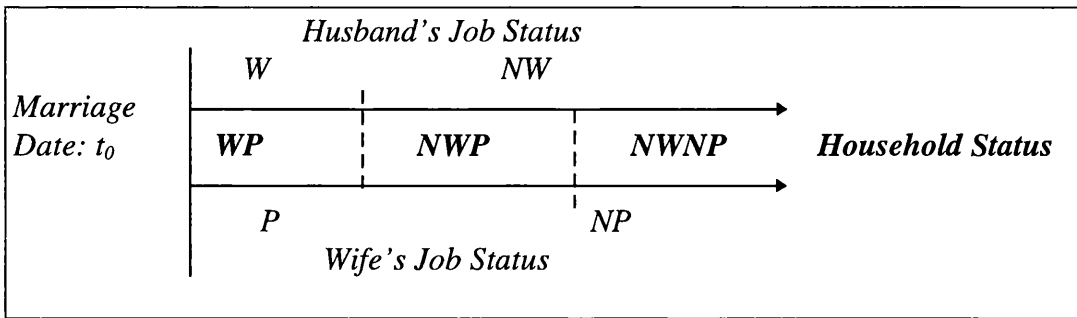 Husband's Job Status
W NW
Marriage
Date: t₀ WP NWP NWNP Household Status
P NP
Wife's Job Status